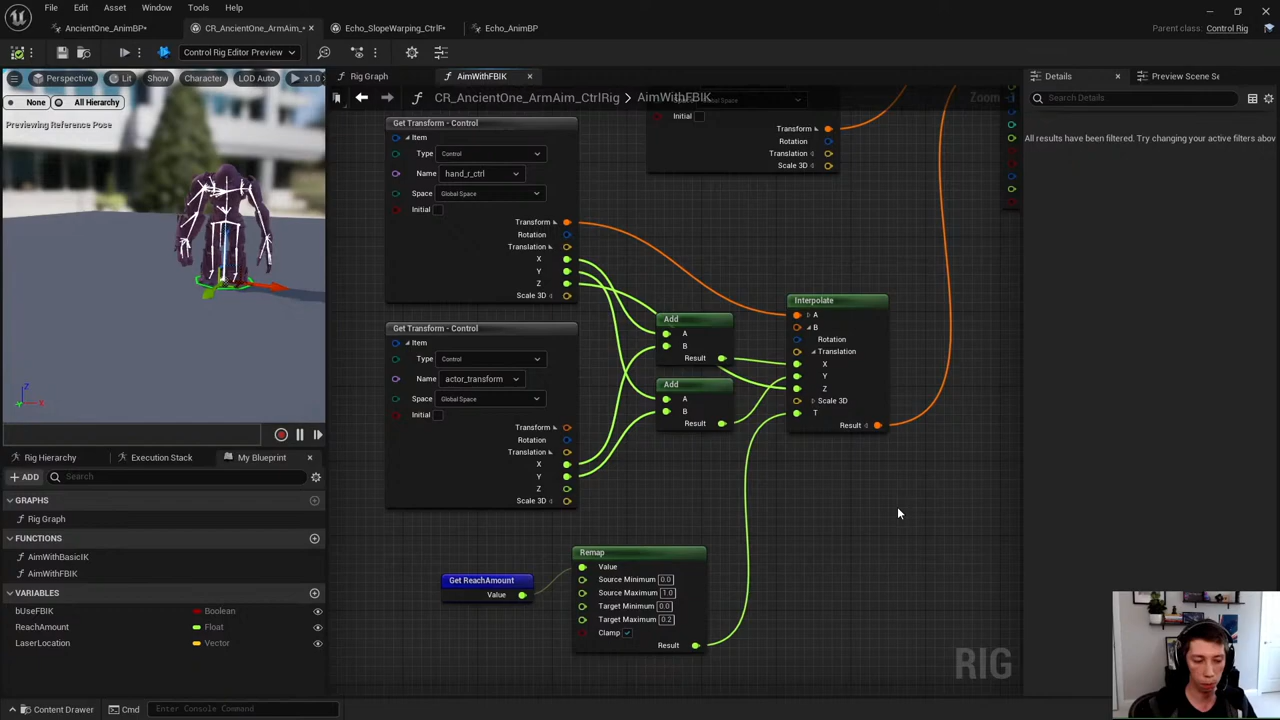 File Edit Asset View Tools Help
AncientOne_AnimBP*
CR_AncientOne_ArmAim_*
Echo_SlopeWarping_CtrlF*
Echo_AnimBP
Parent class: Control Rig
Control Rig Editor Preview
Perspective
Lit
Show
Character
LOD Auto
x1.0
Rig Graph
AimWithFBIK
Details
Preview Scene Se
None
All Hierarchy
CR_AncientOne_ArmAim_CtrlRig > AimWithFBIK
Zoom
Search Details
Previewing Reference Pose
All results have been filtered. Try changing your active filters abov
Initial
Transform
Rotation
Translation
Scale 3D
Get Transform - Control
Item
Type Control
Name hand_r_ctrl
Space Global Space
Initial
Transform
Rotation
Translation
X
Y
Z
Scale 3D
Get Transform - Control
Item
Type Control
Name actor_transform
Space Global Space
Initial
Transform
Rotation
Translation
X
Y
Z
Scale 3D
Add
A
B
Result
Add
A
B
Result
Interpolate
A
B
Rotation
Translation
X
Y
Z
Scale 3D
T
Result
Get ReachAmount
Value
Remap
Value
Source Minimum 0.0
Source Maximum 1.0
Target Minimum 0.0
Target Maximum 0.2
Clamp
Result
RIG
Z
X
Rig Hierarchy
Execution Stack
My Blueprint
ADD
Search
GRAPHS
Rig Graph
FUNCTIONS
AimWithBasicIK
AimWithFBIK
VARIABLES
bUseFBIK Boolean
ReachAmount Float
LaserLocation Vector
Content Drawer
Cmd
Enter Console Command